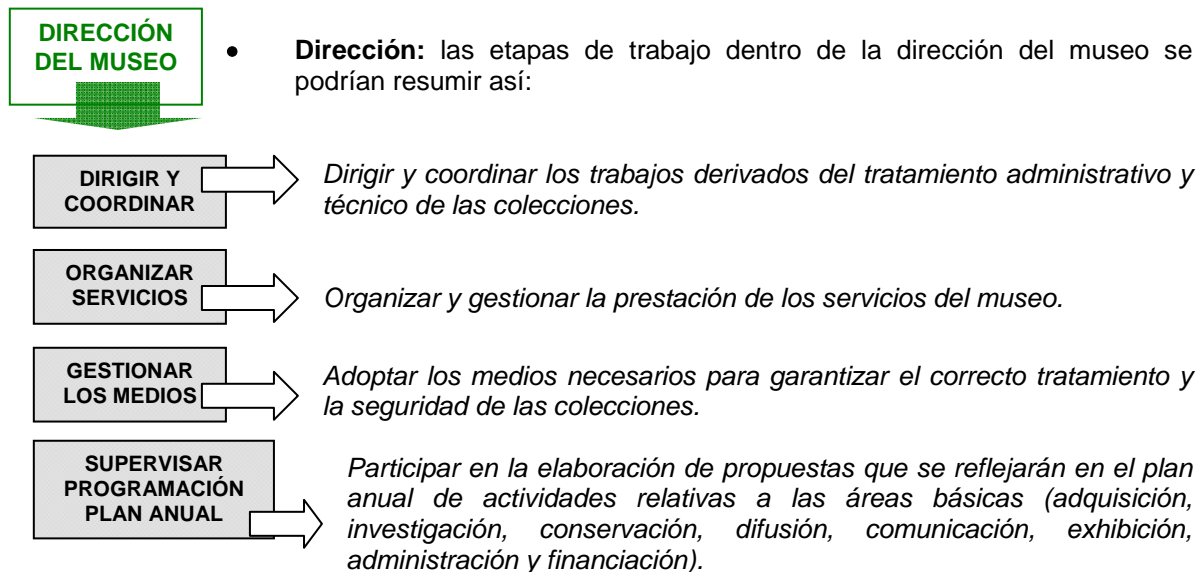 DIRECCIÓN
DEL MUSEO
• Dirección: las etapas de trabajo dentro de la dirección del museo se
podrían resumir así:
DIRIGIR Y
COORDINAR
Dirigir y coordinar los trabajos derivados del tratamiento administrativo y
técnico de las colecciones.
ORGANIZAR
SERVICIOS
Organizar y gestionar la prestación de los servicios del museo.
GESTIONAR
LOS MEDIOS
Adoptar los medios necesarios para garantizar el correcto tratamiento y
la seguridad de las colecciones.
SUPERVISAR
PROGRAMACIÓN
PLAN ANUAL
Participar en la elaboración de propuestas que se reflejarán en el plan
anual de actividades relativas a las áreas básicas (adquisición,
investigación, conservación, difusión, comunicación, exhibición,
administración y financiación).